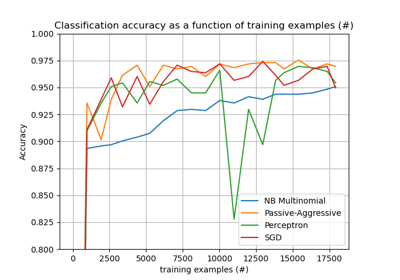 Classification accuracy as a function of training examples (#)
1.000
0.975
0.950
0.925
0.900
0.875
0.850
0.825
0.800
Accuracy
NB Multinomial
Passive-Aggressive
Perceptron
SGD
0 2500 5000 7500 10000 12500 15000 17500
training examples (#)